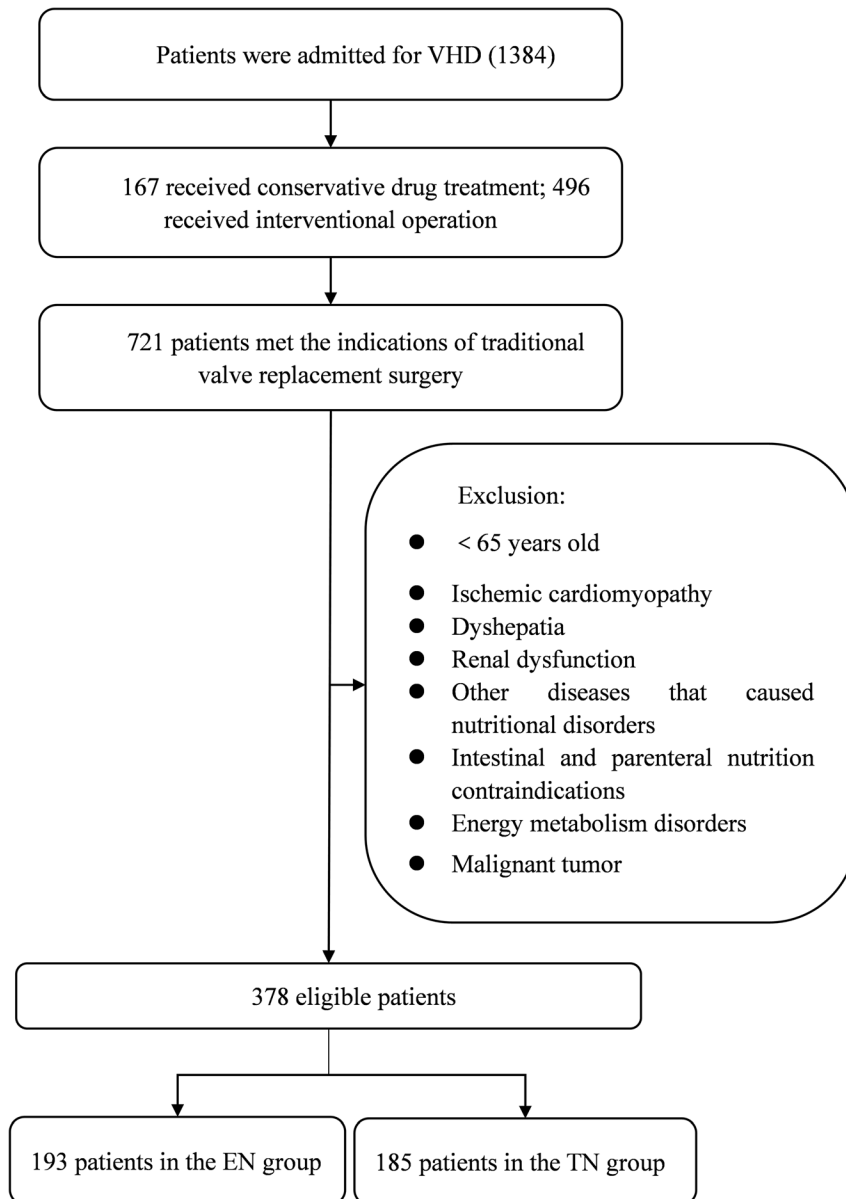 Patients were admitted for VHD (1384)
167 received conservative drug treatment; 496
received interventional operation
721 patients met the indications of traditional
valve replacement surgery
Exclusion:
● < 65 years old
● Ischemic cardiomyopathy
● Dyshepatia
● Renal dysfunction
● Other diseases that caused
nutritional disorders
● Intestinal and parenteral nutrition
contraindications
● Energy metabolism disorders
● Malignant tumor
378 eligible patients
193 patients in the EN group
185 patients in the TN group